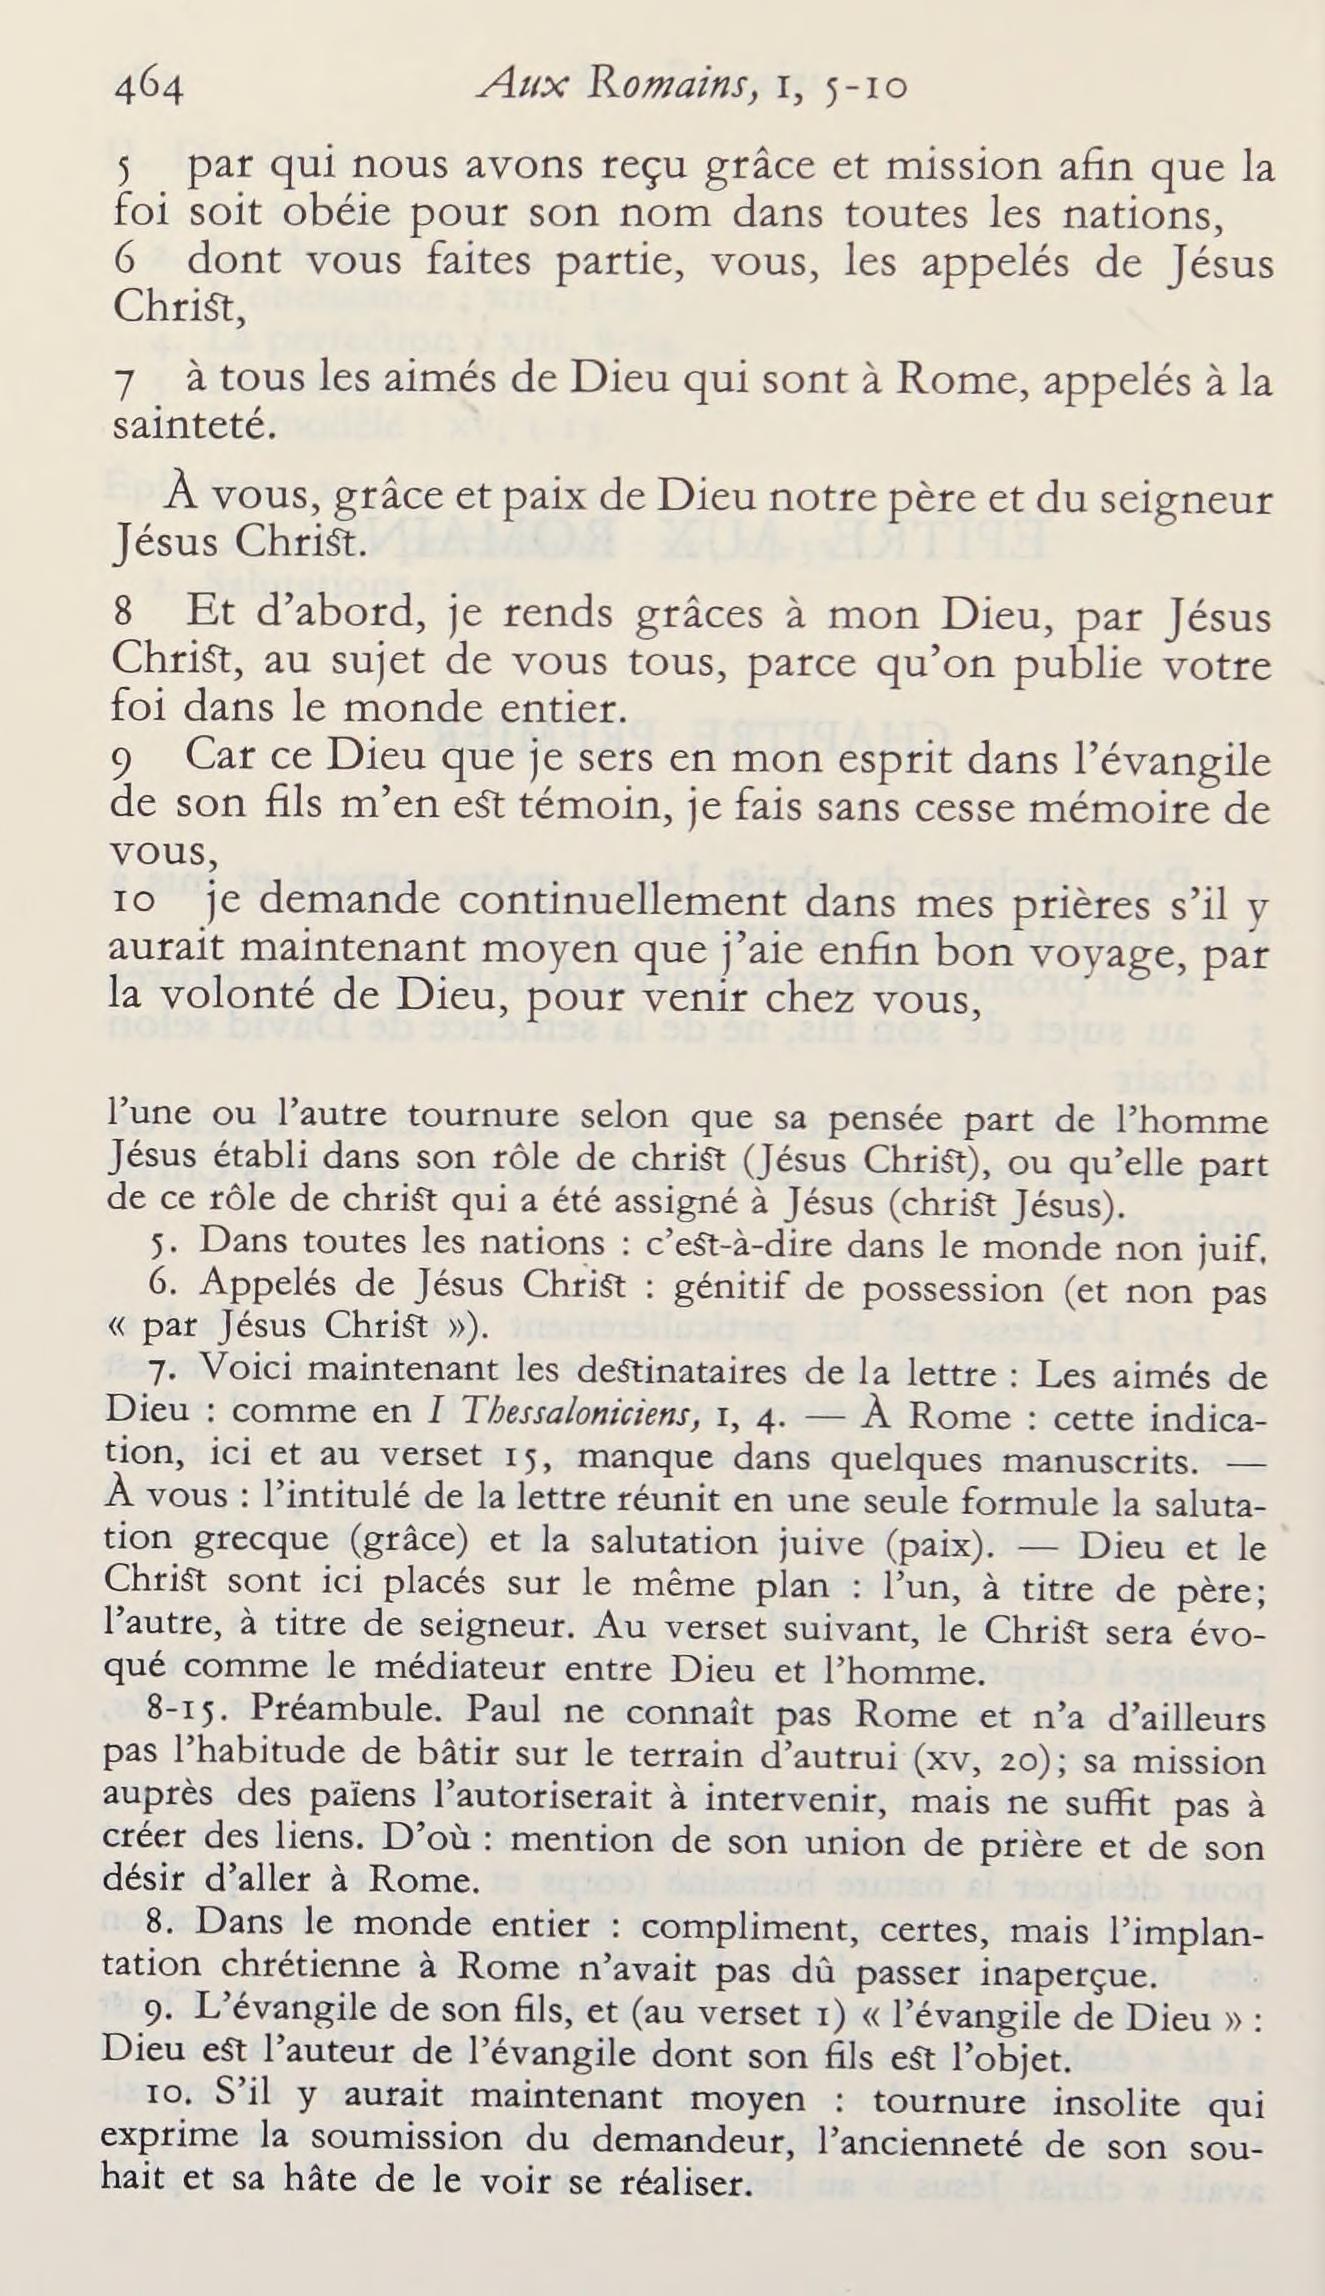 464 Aux Romains, I, 5-10
5 par qui nous avons reçu grâce et mission afin que la
foi soit obéie pour son nom dans toutes les nations,
6 dont vous faites partie, vous, les appelés de Jésus
Christ,
7 à tous les aimés de Dieu qui sont à Rome, appelés à la
sainteté.
À vous, grâce et paix de Dieu notre père et du seigneur
Jésus Christ.
8 Et d'abord, je rends grâces à mon Dieu, par Jésus
Christ, au sujet de vous tous, parce qu'on publie votre
foi dans le monde entier.
9 Car ce Dieu que je sers en mon esprit dans l'évangile
de son fils m'en est témoin, je fais sans cesse mémoire de
vous,
10 je demande continuellement dans mes prières s'il y
aurait maintenant moyen que j'aie enfin bon voyage, par
la volonté de Dieu, pour venir chez vous,
l'une ou l'autre tournure selon que sa pensée part de l'homme
Jésus établi dans son rôle de christ (Jésus Christ), ou qu'elle part
de ce rôle de christ qui a été assigné à Jésus (christ Jésus).
5. Dans toutes les nations : c'est-à-dire dans le monde non juif.
6. Appelés de Jésus Christ : génitif de possession (et non pas
« par Jésus Christ »).
7. Voici maintenant les destinataires de la lettre : Les aimés de
Dieu : comme en I Thessaloniciens, I, 4. — À Rome : cette indica-
tion, ici et au verset 15, manque dans quelques manuscrits. —
À vous : l'intitulé de la lettre réunit en une seule formule la saluta-
tion grecque (grâce) et la salutation juive (paix). — Dieu et le
Christ sont ici placés sur le même plan : l'un, à titre de père;
l'autre, à titre de seigneur. Au verset suivant, le Christ sera évo-
qué comme le médiateur entre Dieu et l'homme.
8-15. Préambule. Paul ne connaît pas Rome et n'a d'ailleurs
pas l'habitude de bâtir sur le terrain d'autrui (XV, 20); sa mission
auprès des païens l'autoriserait à intervenir, mais ne suffit pas à
créer des liens. D'où : mention de son union de prière et de son
désir d'aller à Rome.
8. Dans le monde entier : compliment, certes, mais l'implan-
tation chrétienne à Rome n'avait pas dû passer inaperçue.
9. L'évangile de son fils, et (au verset 1) « l'évangile de Dieu » :
Dieu est l'auteur de l'évangile dont son fils est l'objet.
10. S'il y aurait maintenant moyen : tournure insolite qui
exprime la soumission du demandeur, l'ancienneté de son sou-
hait et sa hâte de le voir se réaliser.